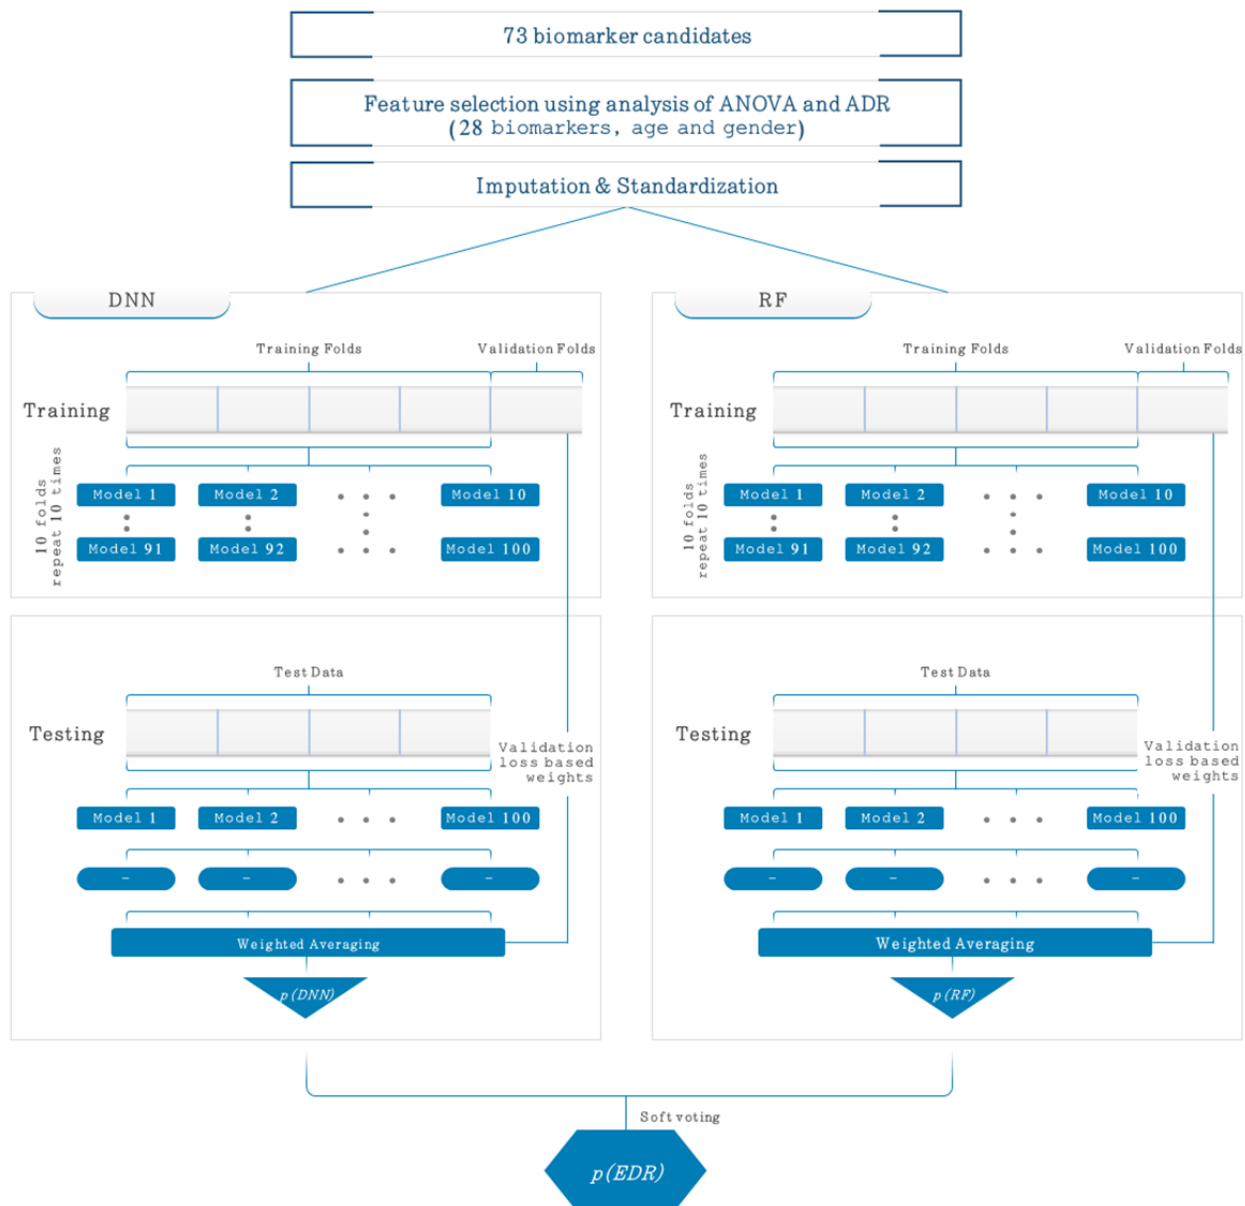 73 biomarker candidates
Feature selection using analysis of ANOVA and ADR
(28 biomarkers, age and gender)
Imputation & Standardization
DNN
Training Folds
Validation Folds
Training
10 folds
repeat 10 times
Model 1
Model 2
Model 10
Model 91
Model 92
Model 100
Test Data
Testing
Validation
loss based
weights
Model 1
Model 2
Model 100
–
–
–
Weighted Averaging
p(DNN)
RF
Training Folds
Validation Folds
Training
10 folds
repeat 10 times
Model 1
Model 2
Model 10
Model 91
Model 92
Model 100
Test Data
Testing
Validation
loss based
weights
Model 1
Model 2
Model 100
–
–
–
Weighted Averaging
p(RF)
Soft voting
p(EDR)